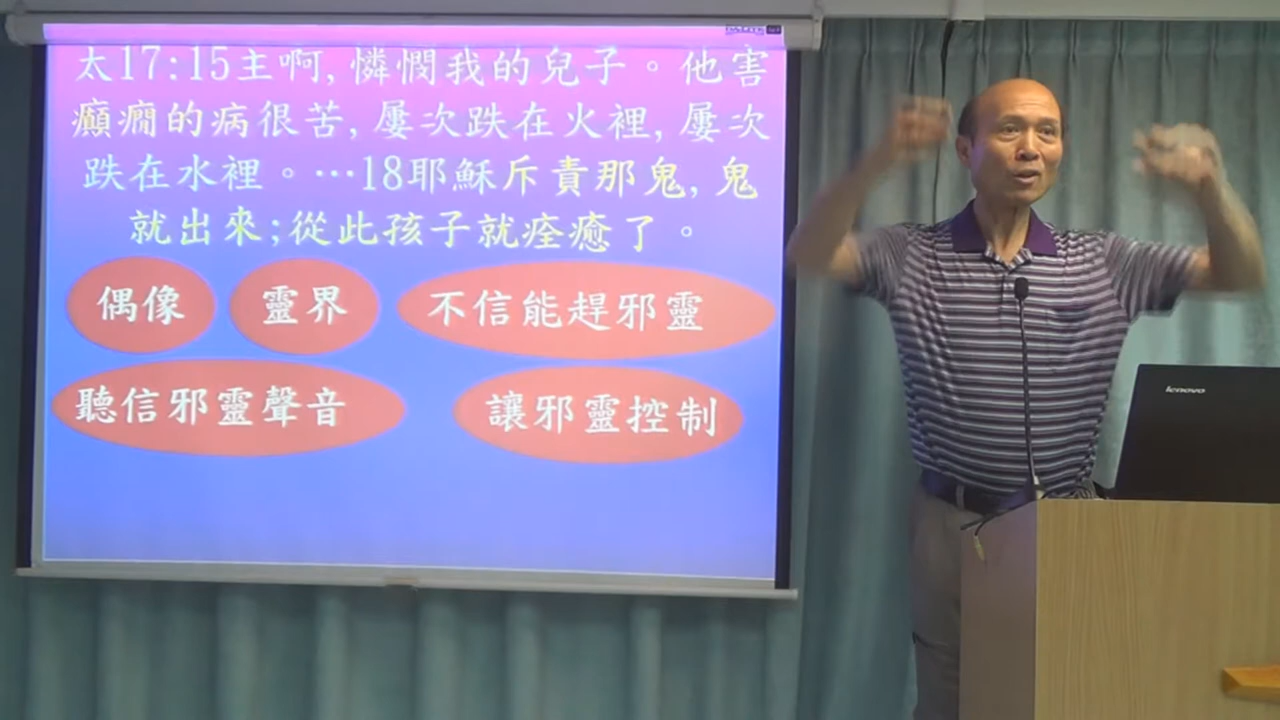 太17:15主啊,憐憫我的兒子。他害
癲癇的病很苦,屢次跌在火裡,屢次
跌在水裡。…18耶穌斥責那鬼,鬼
就出來;從此孩子就痊癒了。
偶像 靈界 不信能趕邪靈
聽信邪靈聲音 讓邪靈控制
lenovo